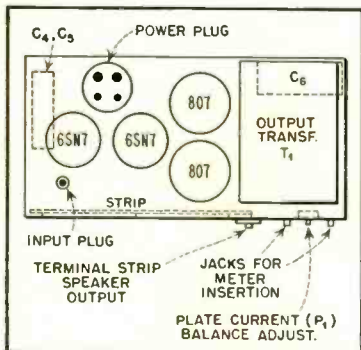 C4, C5
POWER PLUG
C6
807
OUTPUT
TRANSF.
T1
6SN7
6SN7
807
STRIP
INPUT PLUG
TERMINAL STRIP
SPEAKER
OUTPUT
JACKS FOR
METER
INSERTION
PLATE CURRENT (P1)
BALANCE ADJUST.